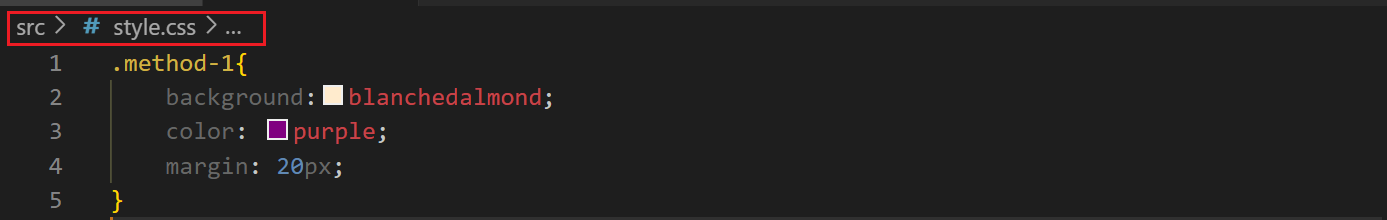 src > # style.css > ...
1 .method-1{
2 background: blanchedalmond;
3 color: purple;
4 margin: 20px;
5 }